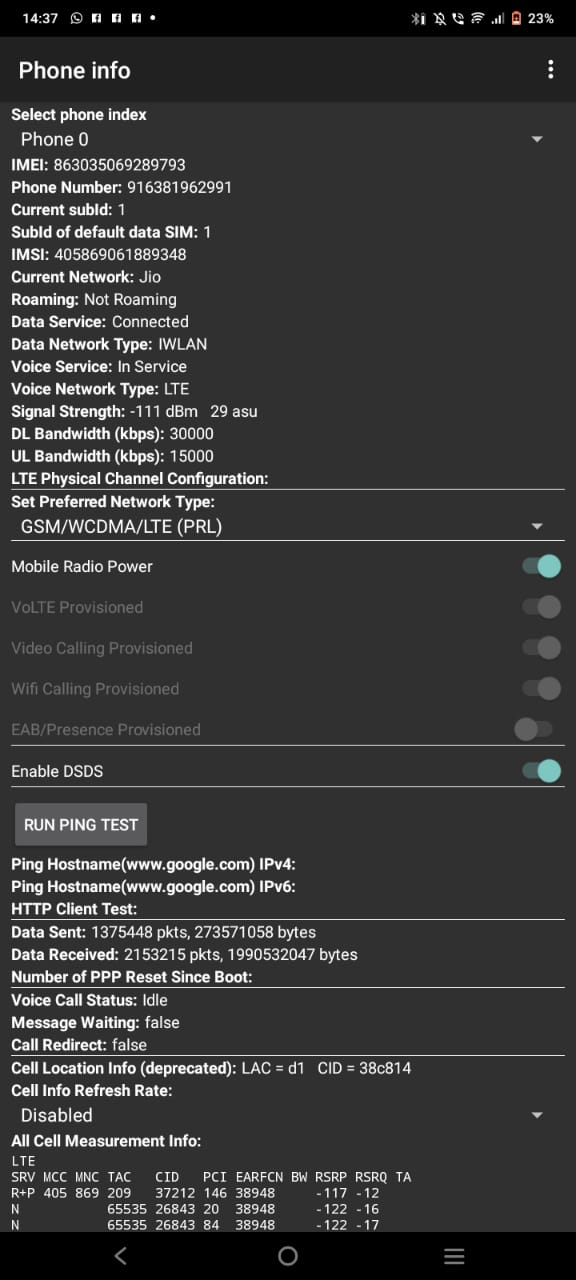 14:37 23%
Phone info
Select phone index
Phone 0
IMEI: 863035069289793
Phone Number: 916381962991
Current subId: 1
SubId of default data SIM: 1
IMSI: 405869061889348
Current Network: Jio
Roaming: Not Roaming
Data Service: Connected
Data Network Type: IWLAN
Voice Service: In Service
Voice Network Type: LTE
Signal Strength: -111 dBm 29 asu
DL Bandwidth (kbps): 30000
UL Bandwidth (kbps): 15000
LTE Physical Channel Configuration:
Set Preferred Network Type:
GSM/WCDMA/LTE (PRL)
Mobile Radio Power
VoLTE Provisioned
Video Calling Provisioned
Wifi Calling Provisioned
EAB/Presence Provisioned
Enable DSDS
RUN PING TEST
Ping Hostname(www.google.com) IPv4:
Ping Hostname(www.google.com) IPv6:
HTTP Client Test:
Data Sent: 1375448 pkts, 273571058 bytes
Data Received: 2153215 pkts, 1990532047 bytes
Number of PPP Reset Since Boot:
Voice Call Status: Idle
Message Waiting: false
Call Redirect: false
Cell Location Info (deprecated): LAC = d1 CID = 38c814
Cell Info Refresh Rate:
Disabled
All Cell Measurement Info:
LTE
SRV MCC MNC TAC CID PCI EARFCN BW RSRP RSRQ TA
R+P 405 869 209 37212 146 38948 -117 -12
N 65535 26843 20 38948 -122 -16
N 65535 26843 84 38948 -122 -17